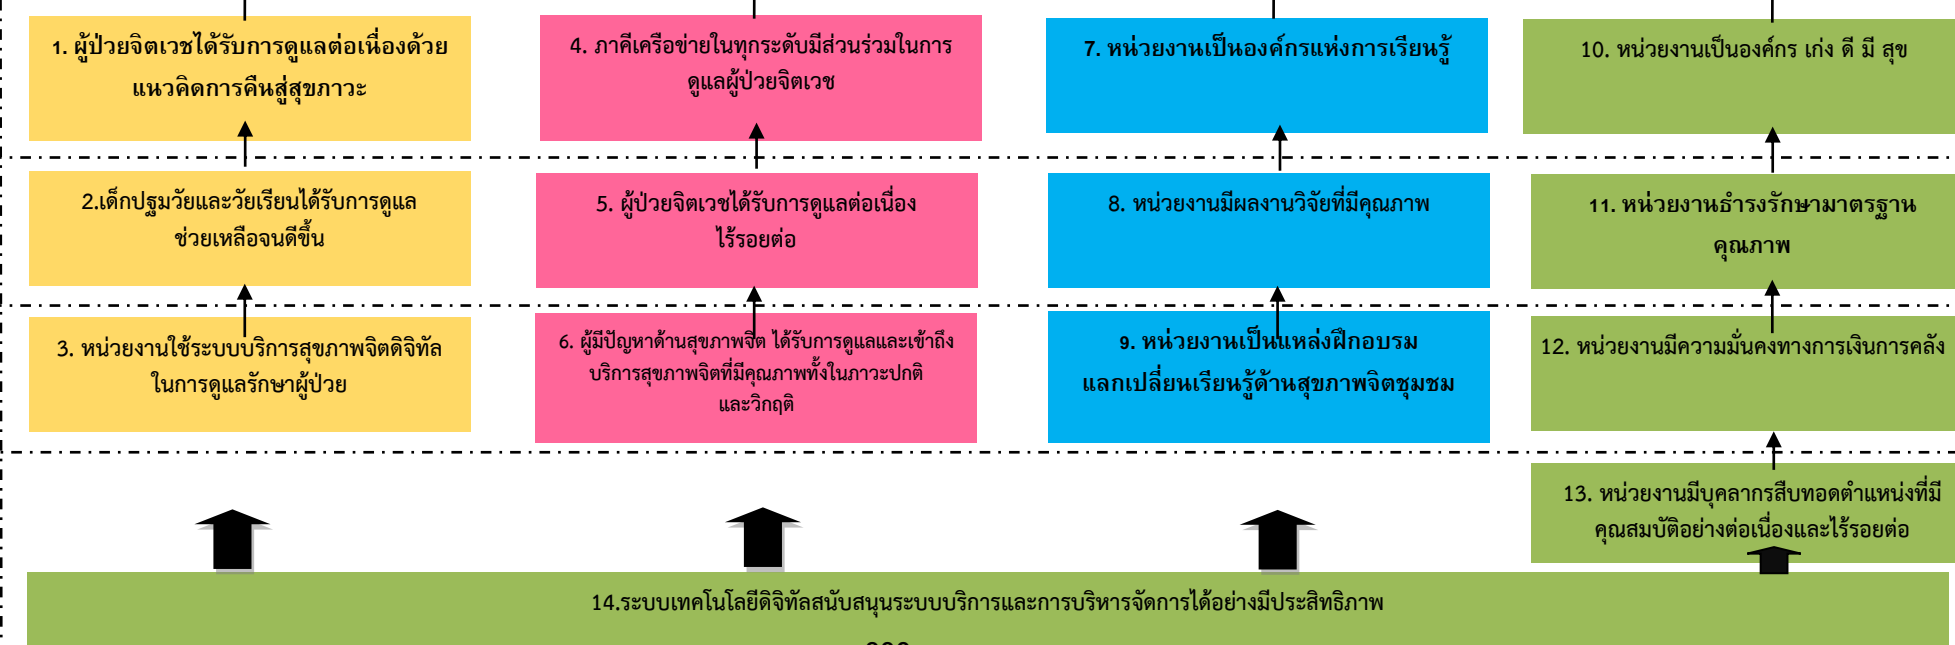 1. ผู้ป่วยจิตเวชได้รับการดูแลต่อเนื่องด้วย
แนวคิดการคืนสู่สุขภาวะ
4. ภาคีเครือข่ายในทุกระดับมีส่วนร่วมในการ
ดูแลผู้ป่วยจิตเวช
7. หน่วยงานเป็นองค์กรแห่งการเรียนรู้
10. หน่วยงานเป็นองค์กร เก่ง ดี มี สุข
2.เด็กปฐมวัยและวัยเรียนได้รับการดูแล
ช่วยเหลือจนดีขึ้น
5. ผู้ป่วยจิตเวชได้รับการดูแลต่อเนื่อง
ไร้รอยต่อ
8. หน่วยงานมีผลงานวิจัยที่มีคุณภาพ
11. หน่วยงานธำรงรักษามาตรฐาน
คุณภาพ
3. หน่วยงานใช้ระบบบริการสุขภาพจิตดิจิทัล
ในการดูแลรักษาผู้ป่วย
6. ผู้มีปัญหาด้านสุขภาพจิต ได้รับการดูแลและเข้าถึง
บริการสุขภาพจิตที่มีคุณภาพทั้งในภาวะปกติ
และวิกฤติ
9. หน่วยงานเป็นแหล่งฝึกอบรม
แลกเปลี่ยนเรียนรู้ด้านสุขภาพจิตชุมชม
12. หน่วยงานมีความมั่นคงทางการเงินการคลัง
13. หน่วยงานมีบุคลากรสืบทอดตำแหน่งที่มี
คุณสมบัติอย่างต่อเนื่องและไร้รอยต่อ
14.ระบบเทคโนโลยีดิจิทัลสนับสนุนระบบบริการและการบริหารจัดการได้อย่างมีประสิทธิภาพ